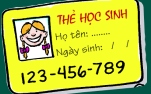 THẺ HỌC SINH
Họ tên: ........
Ngày sinh: / /
123-456-789